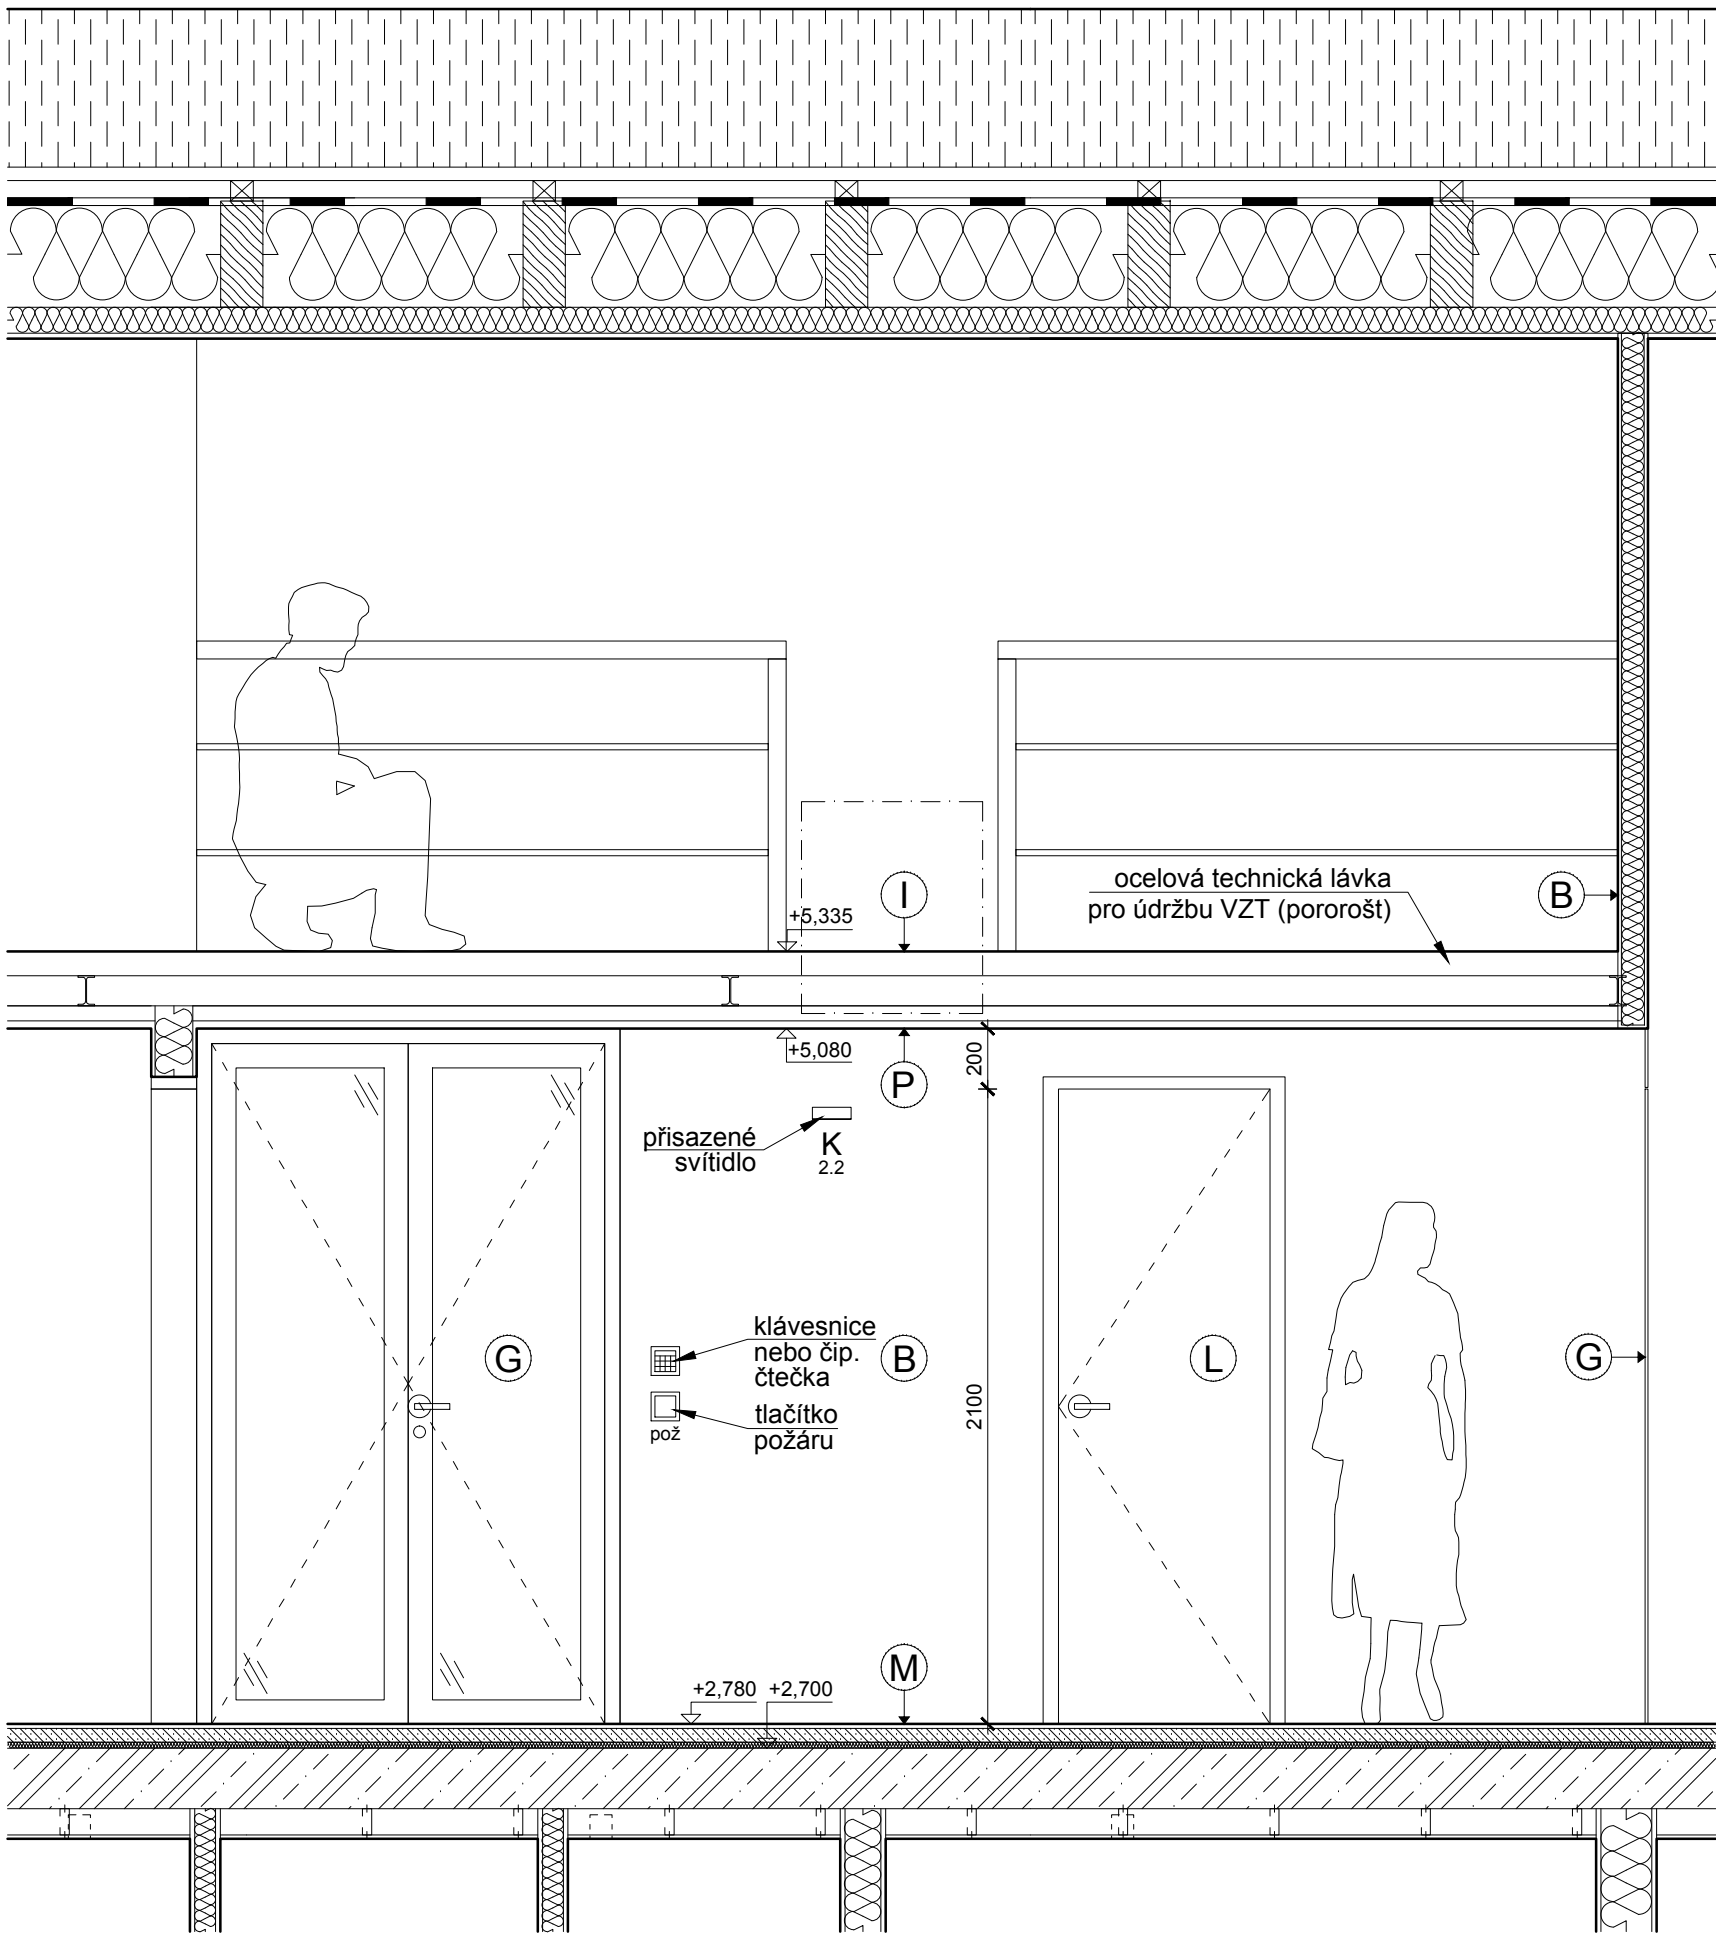 I
ocelová technická lávka
pro údržbu VZT (pororošt)
B
+5,335
+5,080
P
200
přisazené
svítidlo
K
2.2
klávesnice
nebo čip.
čtečka
G
B
L
G
2100
tlačítko
požáru
pož
M
+2,780 +2,700